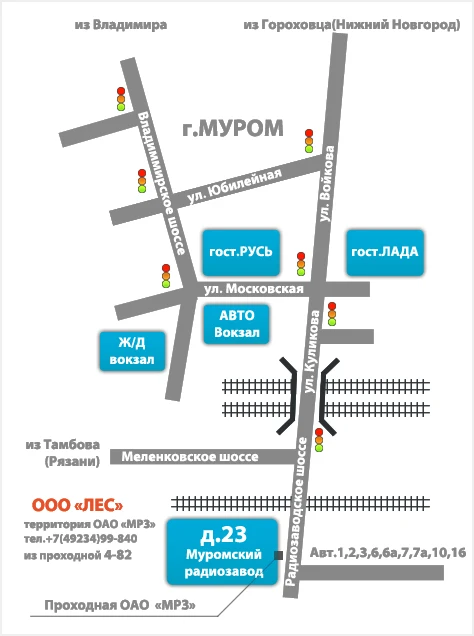 из Владимира
из Гороховца(Нижний Новгород)
г.МУРОМ
Владиммирское шоссе
ул. Юбилейная
ул. Войкова
гост.РУСЬ
гост.ЛАДА
ул. Московская
АВТО
Вокзал
Ж/Д
вокзал
ул. Куликова
из Тамбова
(Рязани)
Меленковское шоссе
Радиозаводское шоссе
ООО «ЛЕС»
территория ОАО «МРЗ»
тел.+7(49234)99-840
из проходной 4-82
д.23
Муромский
радиозавод
Авт.1,2,3,6,6а,7,7а,10,16
Проходная ОАО «МРЗ»